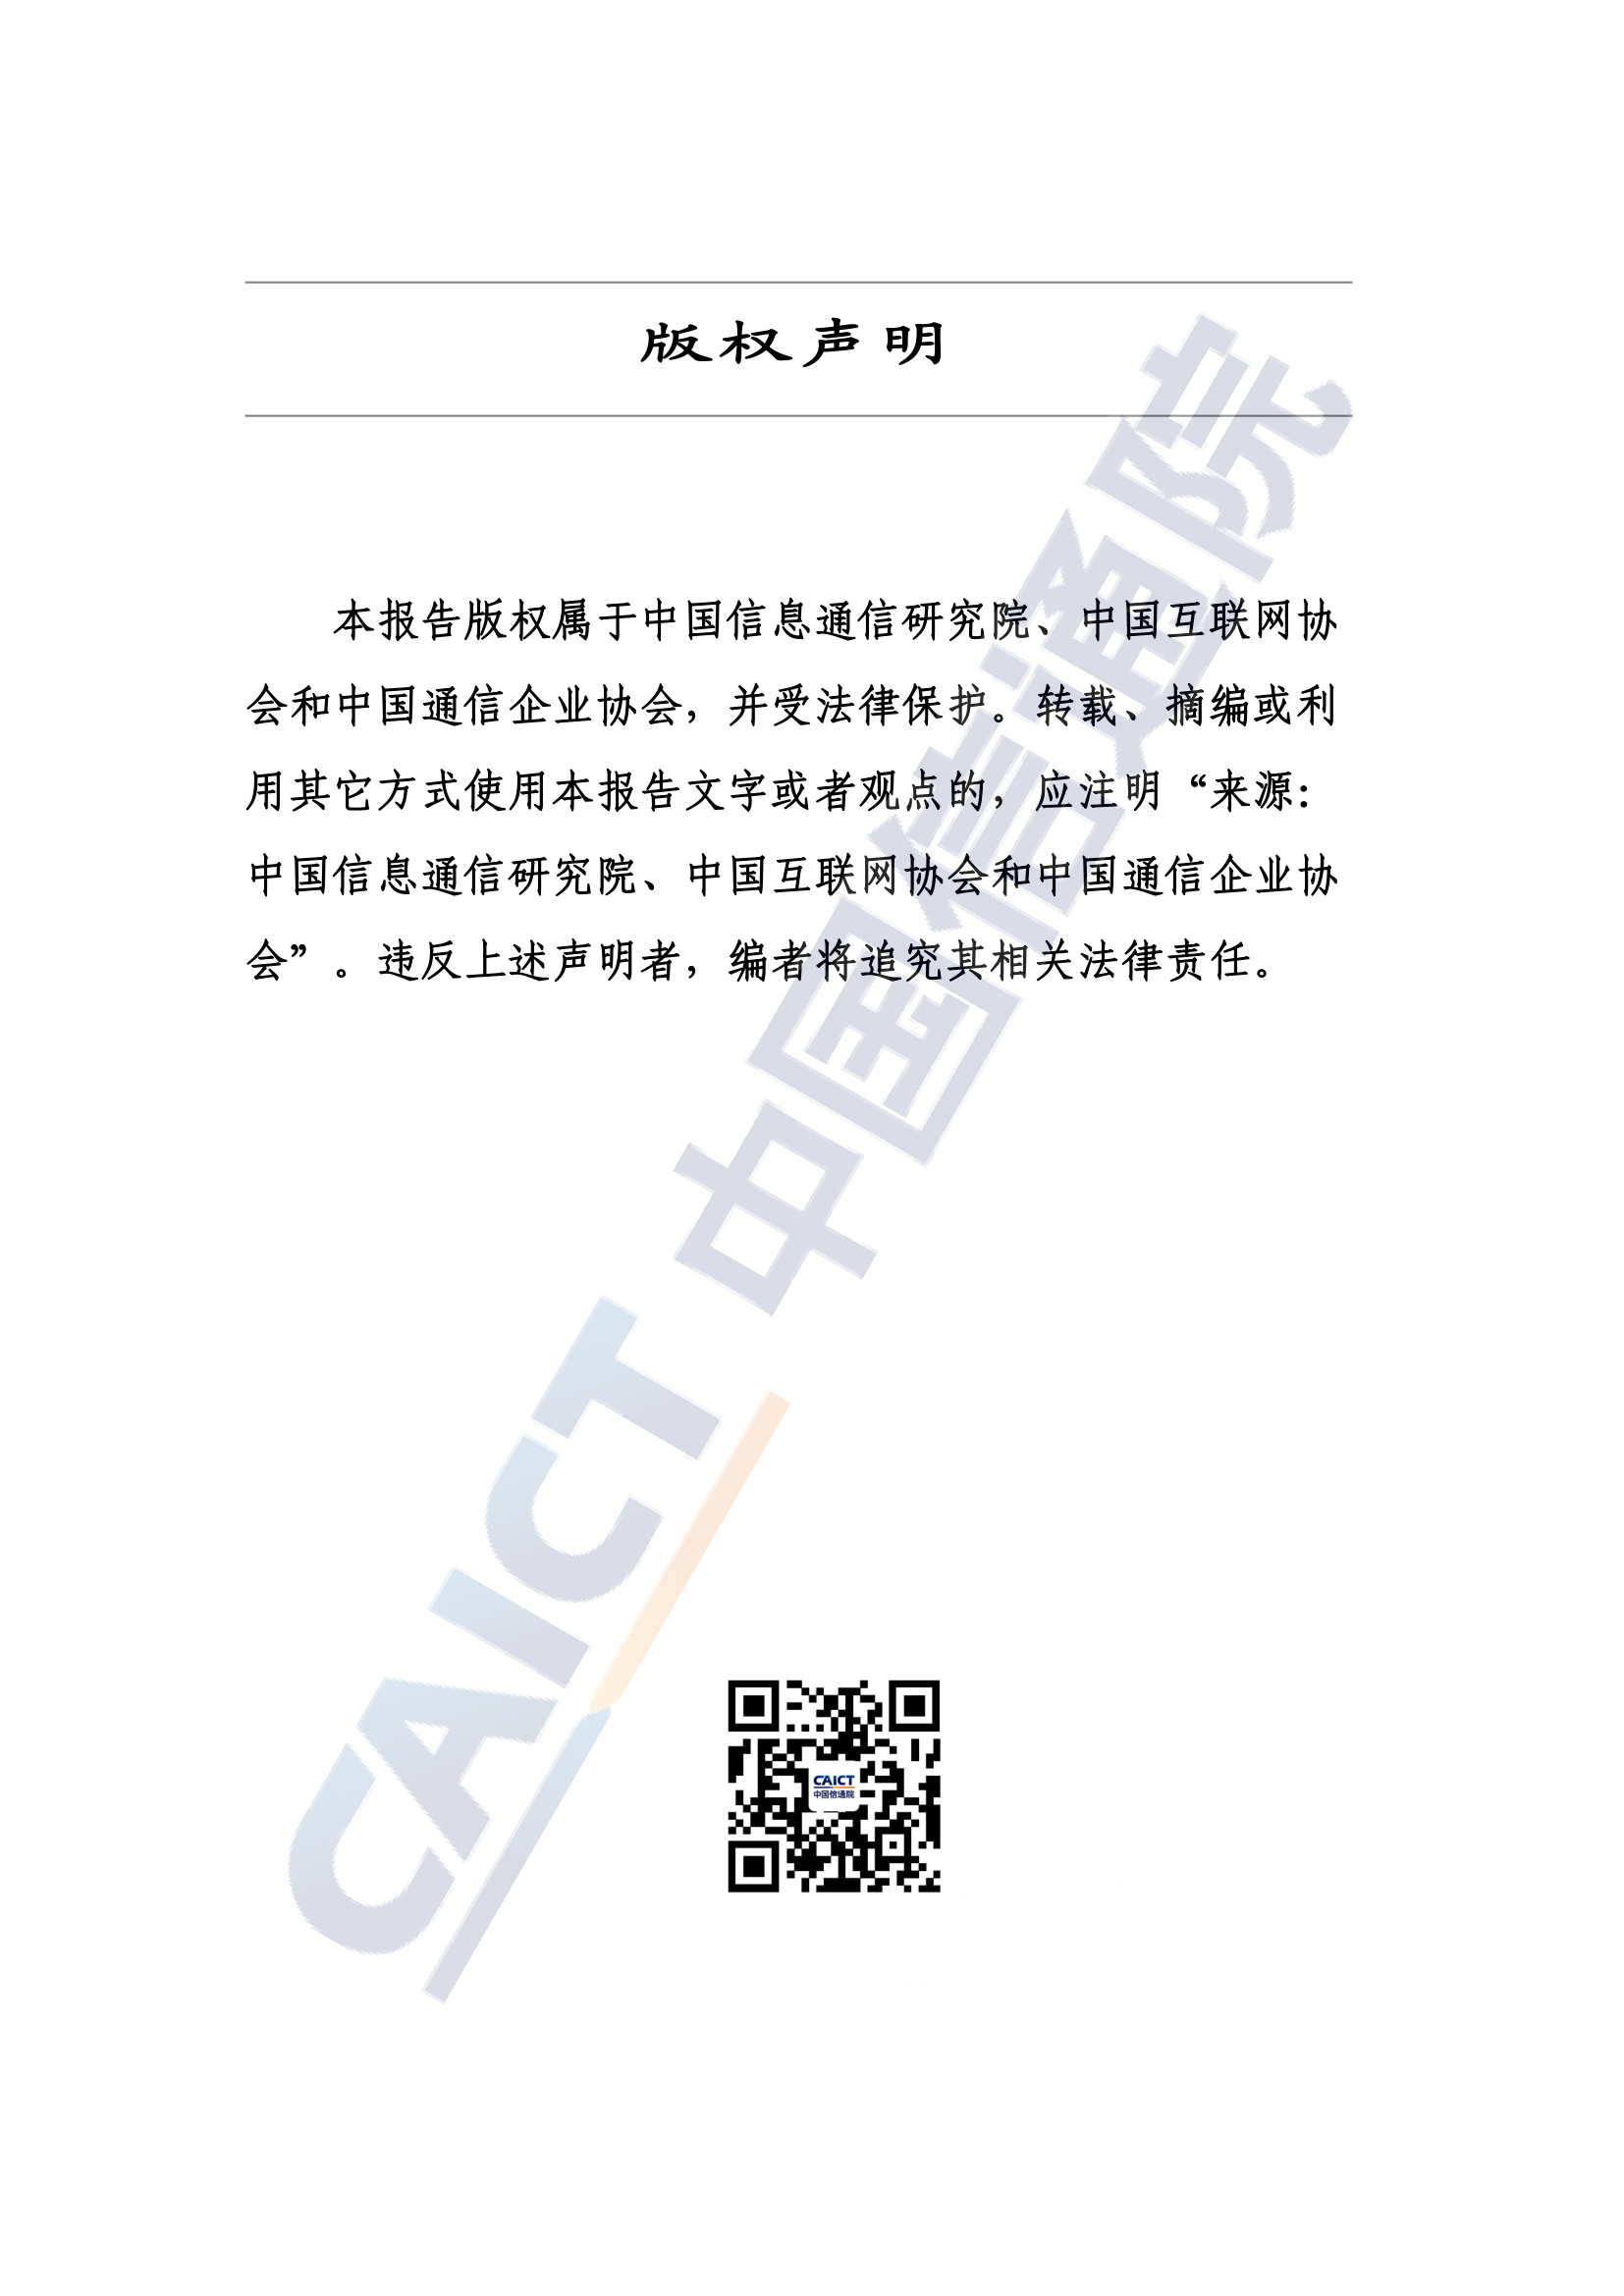 版权声明
本报告版权属于中国信息通信研究院、中国互联网协
会和中国通信企业协会，并受法律保护。转载、摘编或利
用其它方式使用本报告文字或者观点的，应注明“来源：
中国信息通信研究院、中国互联网协会和中国通信企业协
会”。违反上述声明者，编者将追究其相关法律责任。
CAICT 中国信通院
CAICT
中国信通院